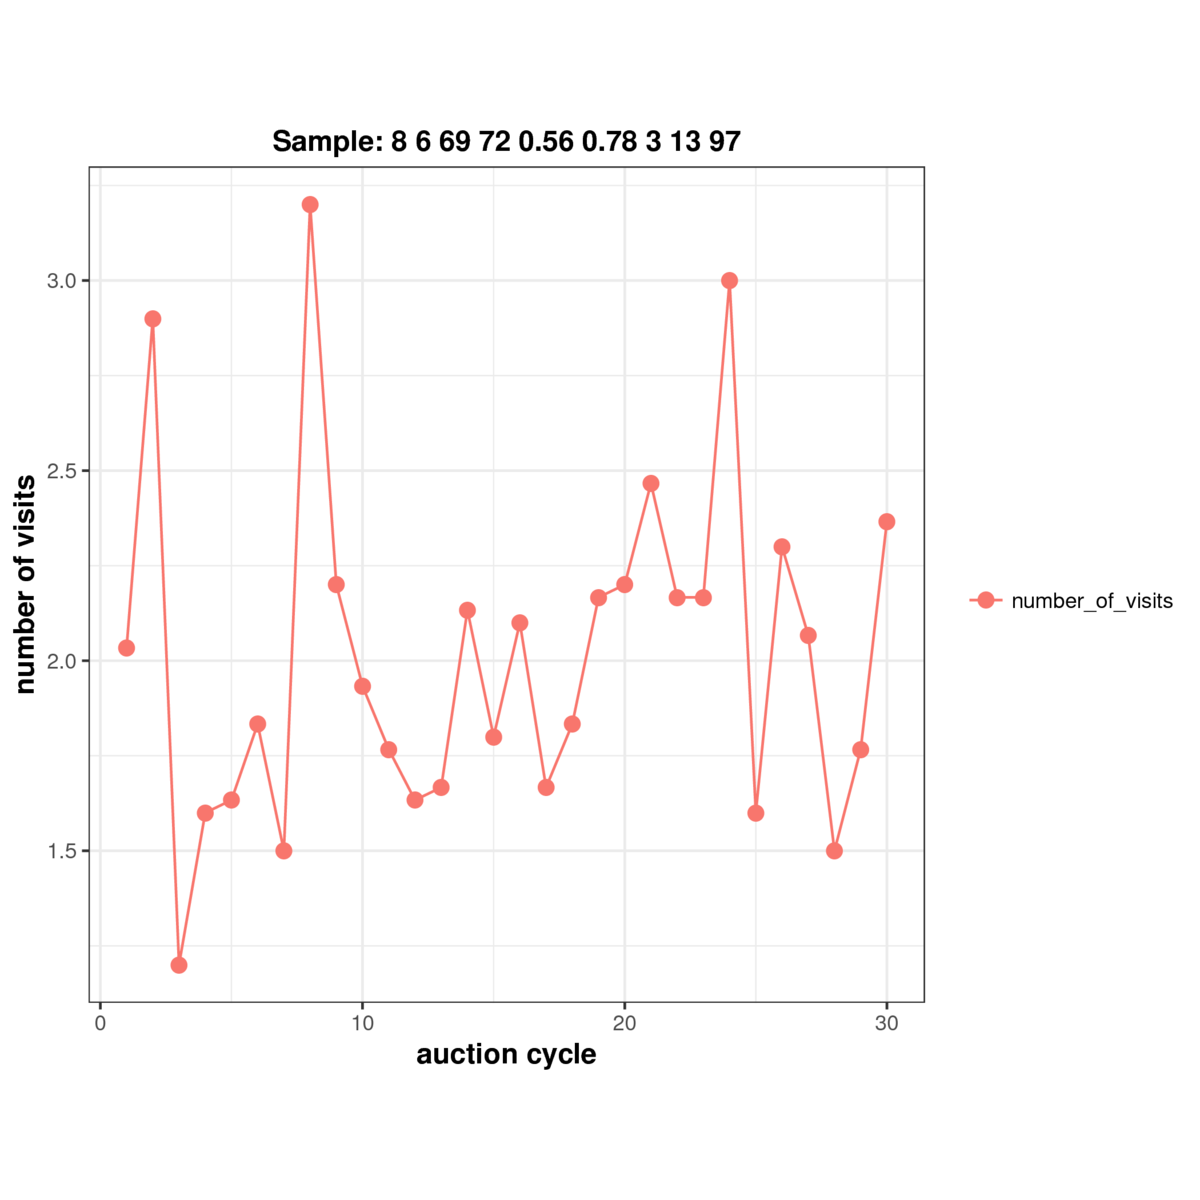 Sample: 8 6 69 72 0.56 0.78 3 13 97
number of visits
3.0
2.5
2.0
1.5
0 10 20 30
auction cycle
number_of_visits